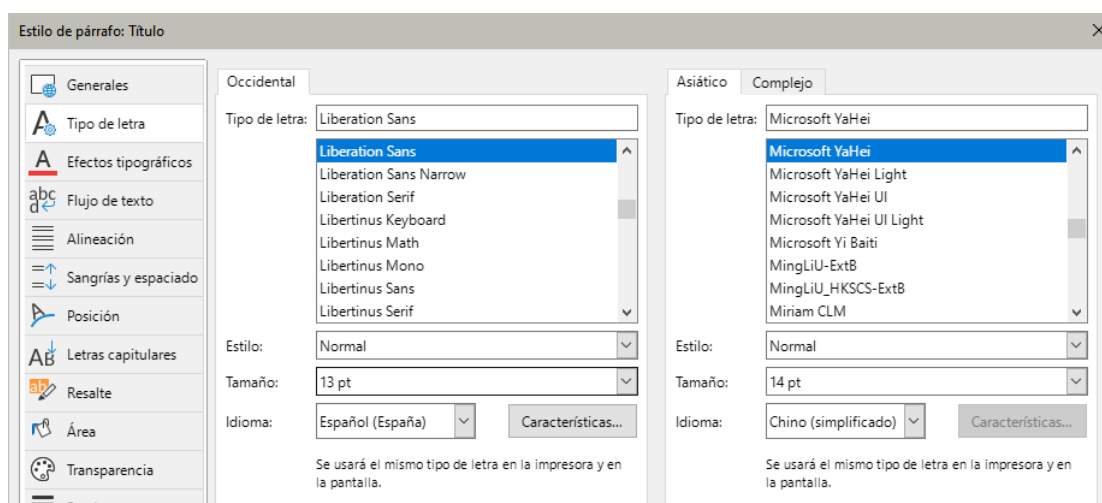 Estilo de párrafo: Título
Generales
Tipo de letra
Efectos tipográficos
Flujo de texto
Alineación
Sangrías y espaciado
Posición
Letras capitulares
Resalte
Área
Transparencia
Occidental
Tipo de letra: Liberation Sans
Liberation Sans
Liberation Sans Narrow
Liberation Serif
Libertinus Keyboard
Libertinus Math
Libertinus Mono
Libertinus Sans
Libertinus Serif
Estilo: Normal
Tamaño: 13 pt
Idioma: Español (España) Características...
Se usará el mismo tipo de letra en la impresora y en
la pantalla.
Asiático Complejo
Tipo de letra: Microsoft YaHei
Microsoft YaHei
Microsoft YaHei Light
Microsoft YaHei UI
Microsoft YaHei UI Light
Microsoft Yi Baiti
MingLiU-ExtB
MingLiU_HKSCS-ExtB
Miriam CLM
Estilo: Normal
Tamaño: 14 pt
Idioma: Chino (simplificado) Características...
Se usará el mismo tipo de letra en la impresora y en
la pantalla.